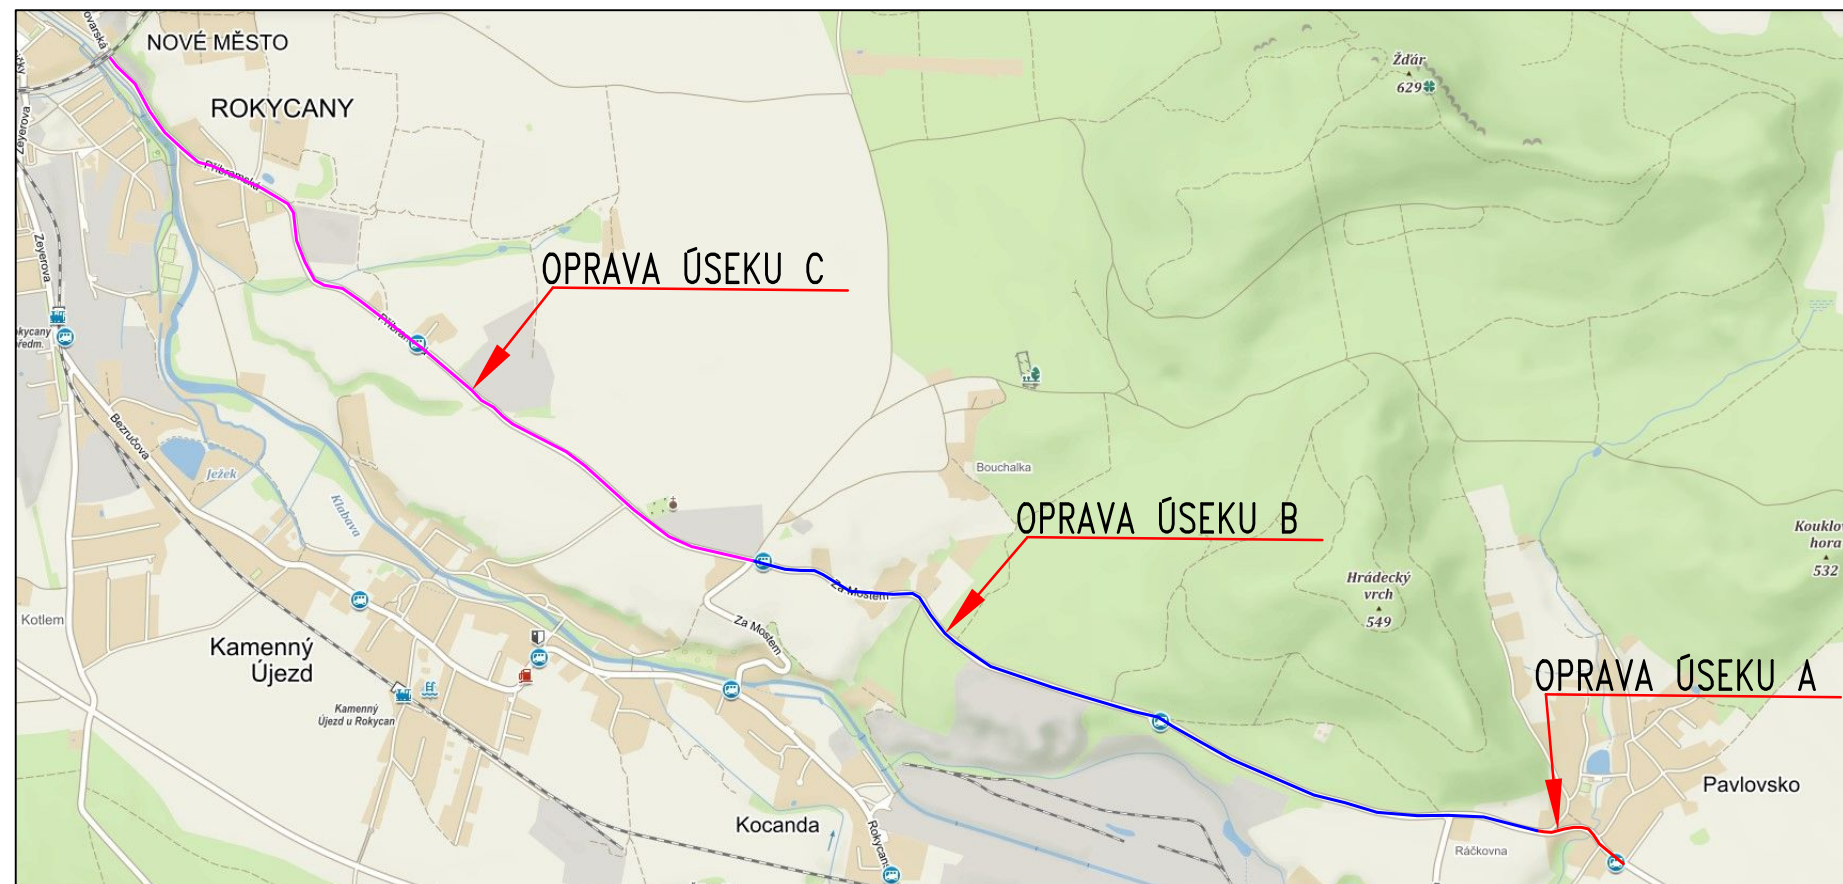 NOVÉ MĚSTO
ROKYCANY
Žďár
629
Zeyerova
Příbramská
Zeyerova
OPRAVA ÚSEKU C
Bezručova
Ježek
Klabava
Bouchalka
OPRAVA ÚSEKU B
Hrádecký
vrch
549
hora
532
Kotlem
Za Mostem
Za Mostem
Kamenný
Újezd
Kamenný
Újezd u Rokycan
OPRAVA ÚSEKU A
Pavlovsko
Kocanda
Ráčkovna